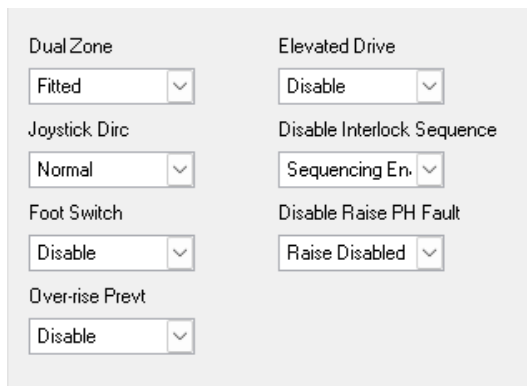 Dual Zone
Fitted
Joystick Dirc
Normal
Foot Switch
Disable
Over-rise Prevt
Disable
Elevated Drive
Disable
Disable Interlock Sequence
Sequencing En
Disable Raise PH Fault
Raise Disabled